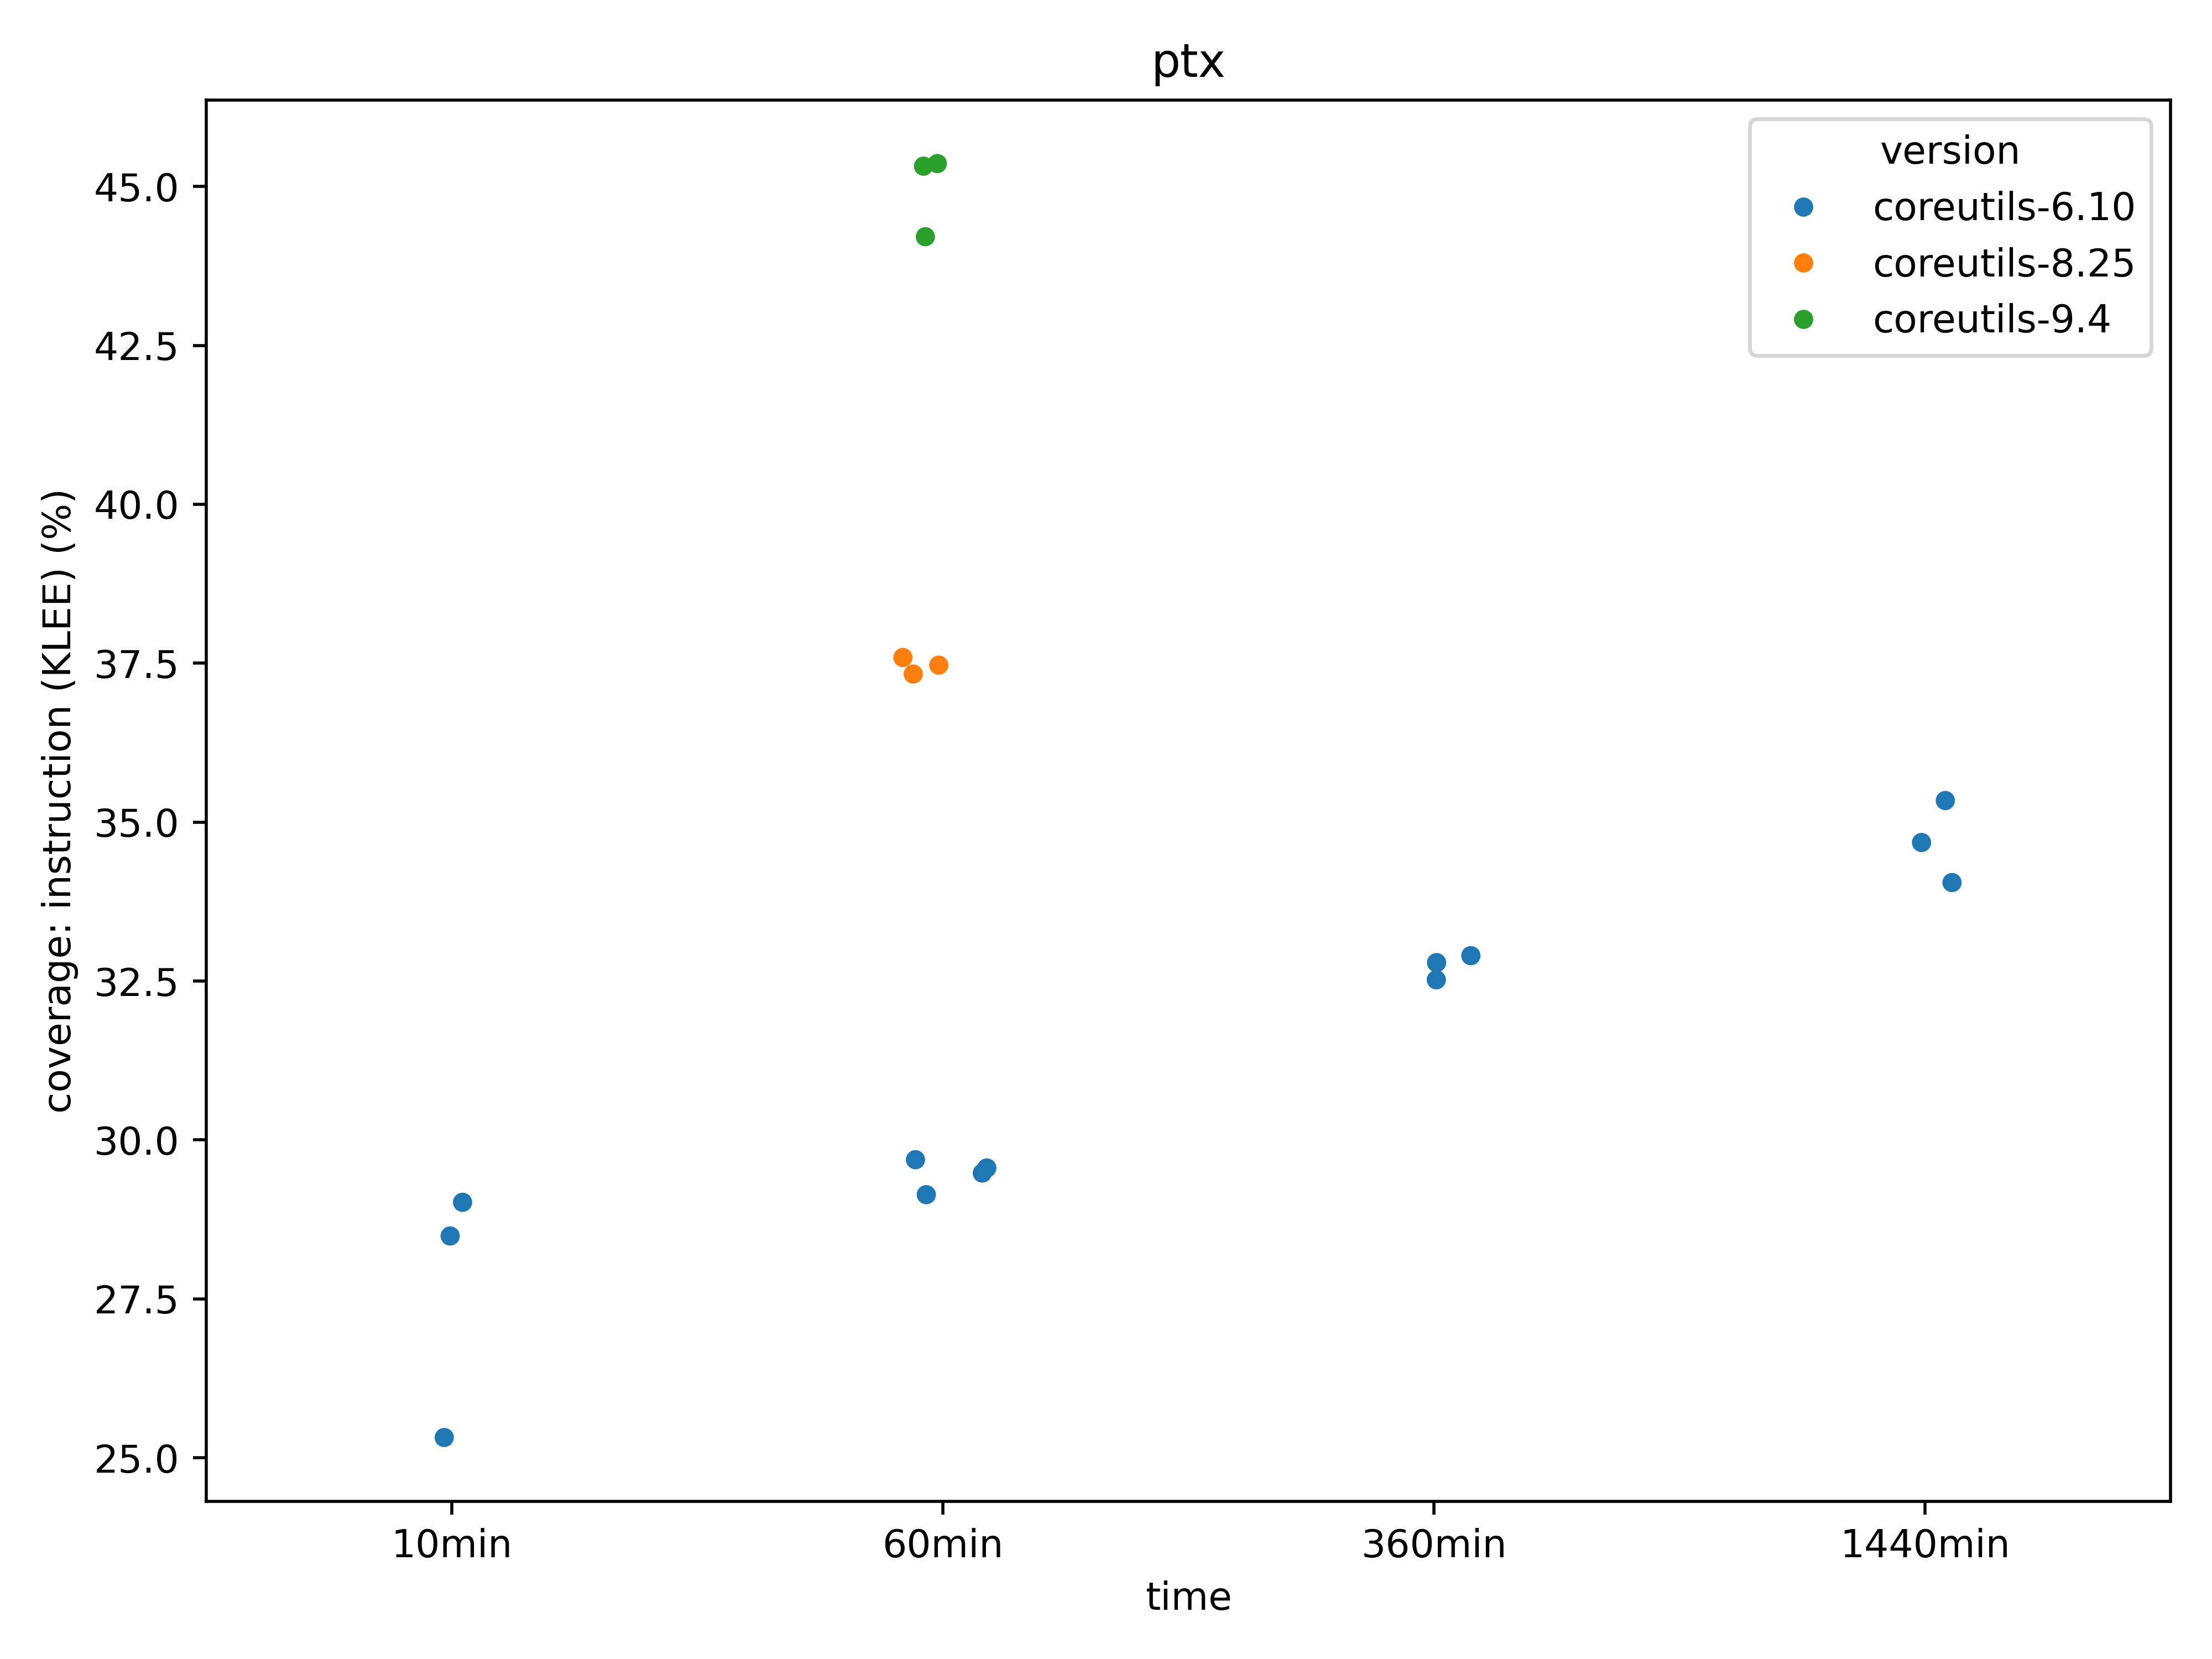 ptx
version
coreutils-6.10
coreutils-8.25
coreutils-9.4
coverage: instruction (KLEE) (%)
45.0
42.5
40.0
37.5
35.0
32.5
30.0
27.5
25.0
10min
60min
360min
1440min
time